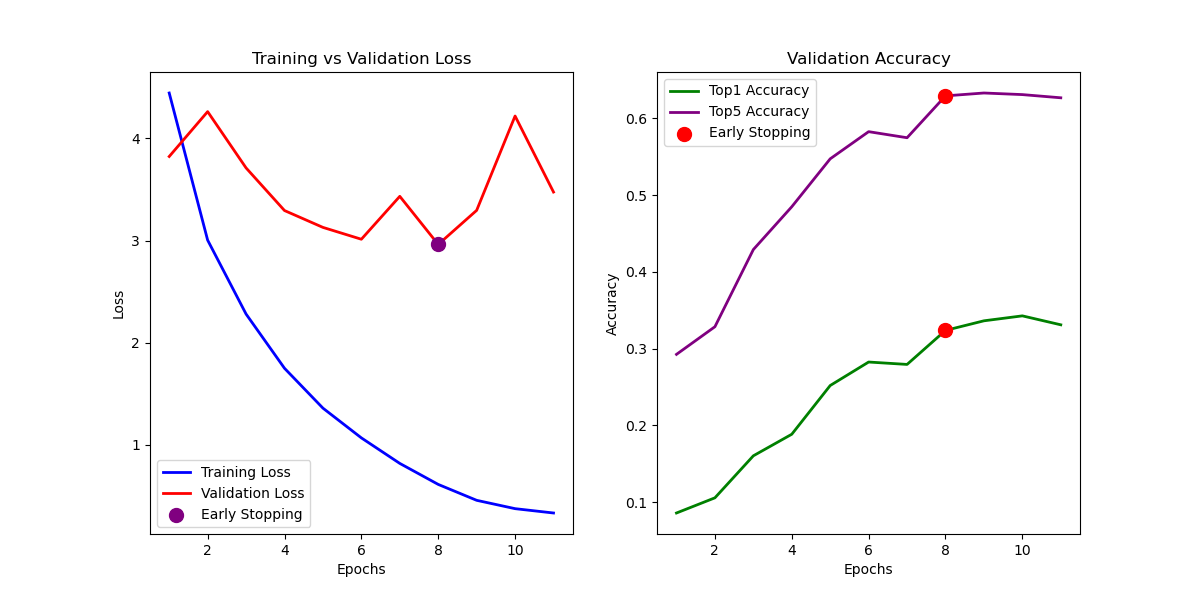 Training vs Validation Loss
Loss
4
3
2
1
Training Loss
Validation Loss
Early Stopping
2 4 6 8 10
Epochs
Validation Accuracy
Accuracy
0.6
0.5
0.4
0.3
0.2
0.1
Top1 Accuracy
Top5 Accuracy
Early Stopping
2 4 6 8 10
Epochs